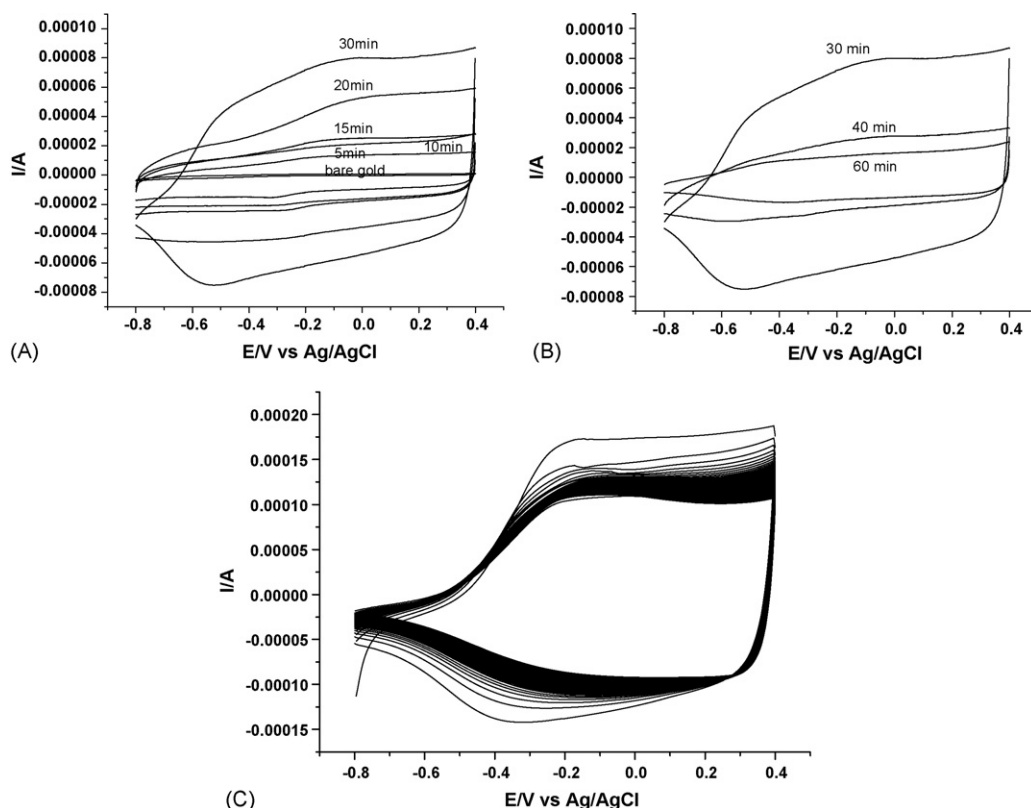 (A)
0.00010
0.00008
0.00006
0.00004
0.00002
0.00000
-0.00002
-0.00004
-0.00006
-0.00008
I/A
30min
20min
15min
10min
5min
bare gold
-0.8 -0.6 -0.4 -0.2 0.0 0.2 0.4
E/V vs Ag/AgCl
(B)
0.00010
0.00008
0.00006
0.00004
0.00002
0.00000
-0.00002
-0.00004
-0.00006
-0.00008
I/A
30 min
40 min
60 min
-0.8 -0.6 -0.4 -0.2 0.0 0.2 0.4
E/V vs Ag/AgCl
(C)
0.00020
0.00015
0.00010
0.00005
0.00000
-0.00005
-0.00010
-0.00015
I/A
-0.8 -0.6 -0.4 -0.2 0.0 0.2 0.4
E/V vs Ag/AgCl